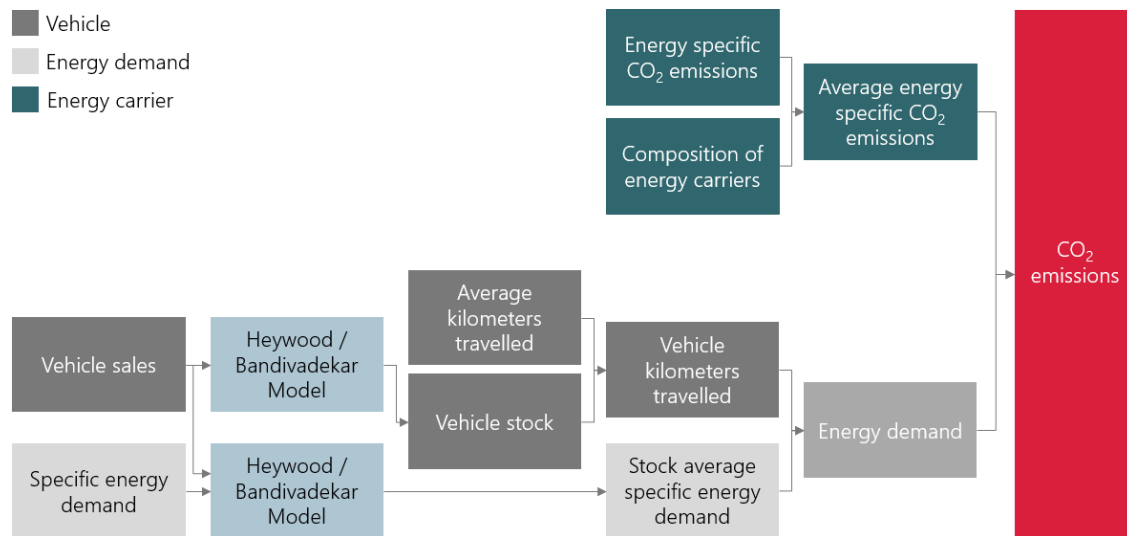 Vehicle
Energy demand
Energy carrier
Energy specific
CO₂ emissions
Composition of
energy carriers
Average energy
specific CO₂
emissions
CO₂
emissions
Average
kilometers
travelled
Vehicle sales
Heywood /
Bandivadekar
Model
Vehicle stock
Vehicle
kilometers
travelled
Energy demand
Specific energy
demand
Heywood /
Bandivadekar
Model
Stock average
specific energy
demand